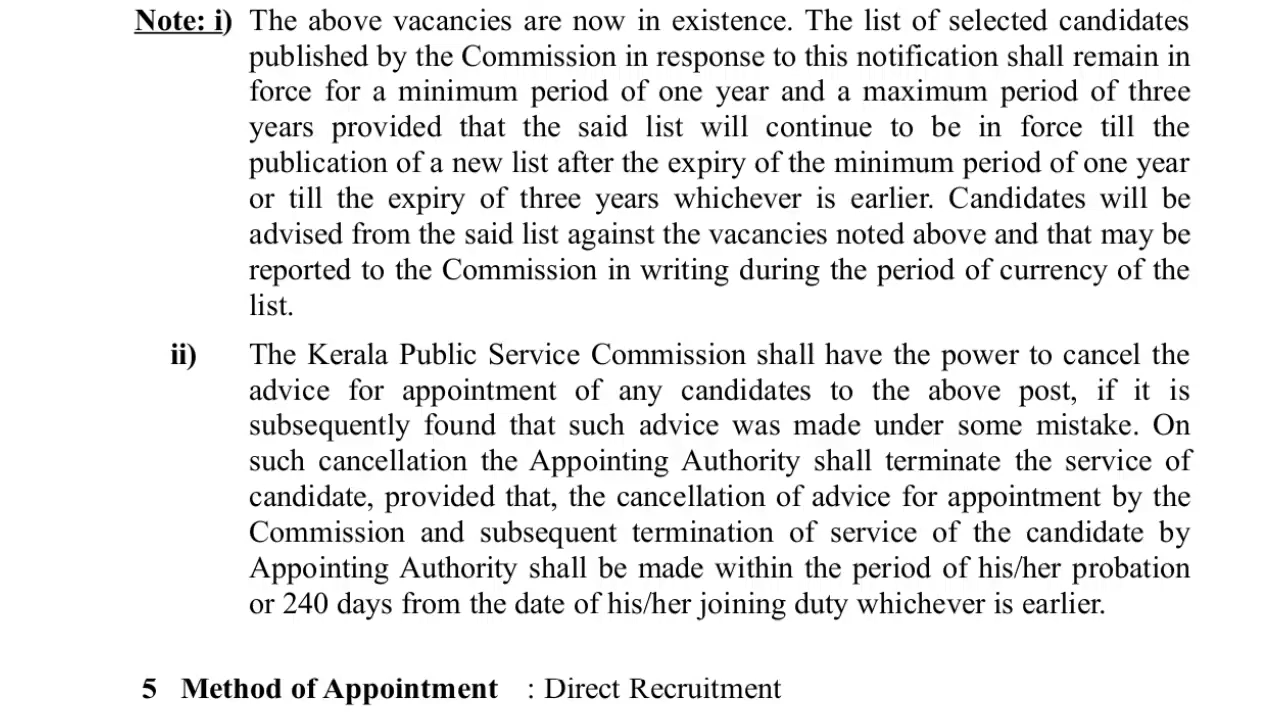 Note: i) The above vacancies are now in existence. The list of selected candidates
published by the Commission in response to this notification shall remain in
force for a minimum period of one year and a maximum period of three
years provided that the said list will continue to be in force till the
publication of a new list after the expiry of the minimum period of one year
or till the expiry of three years whichever is earlier. Candidates will be
advised from the said list against the vacancies noted above and that may be
reported to the Commission in writing during the period of currency of the
list.
ii) The Kerala Public Service Commission shall have the power to cancel the
advice for appointment of any candidates to the above post, if it is
subsequently found that such advice was made under some mistake. On
such cancellation the Appointing Authority shall terminate the service of
candidate, provided that, the cancellation of advice for appointment by the
Commission and subsequent termination of service of the candidate by
Appointing Authority shall be made within the period of his/her probation
or 240 days from the date of his/her joining duty whichever is earlier.
5 Method of Appointment : Direct Recruitment